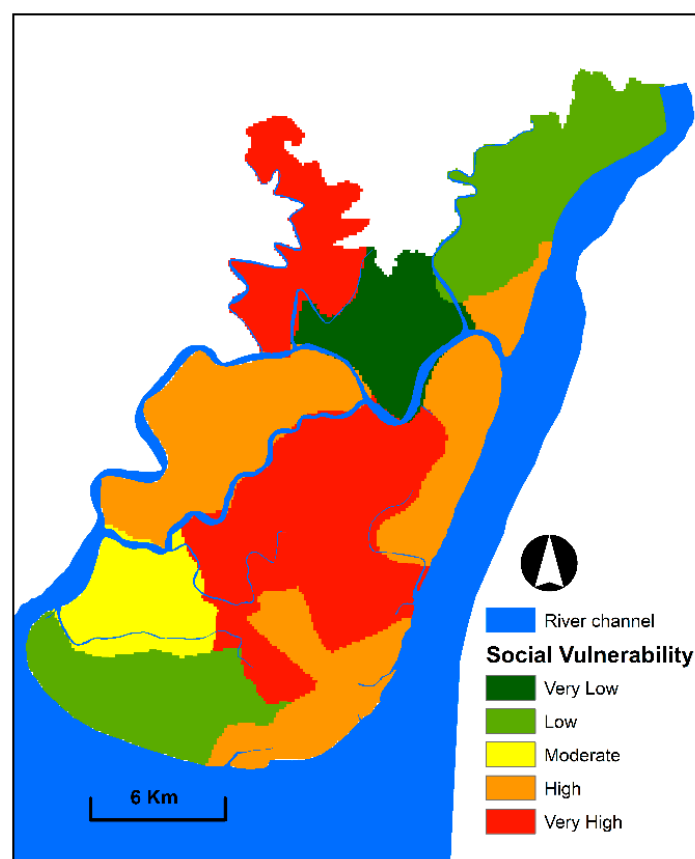 River channel
Social Vulnerability
Very Low
Low
Moderate
High
Very High
6 Km